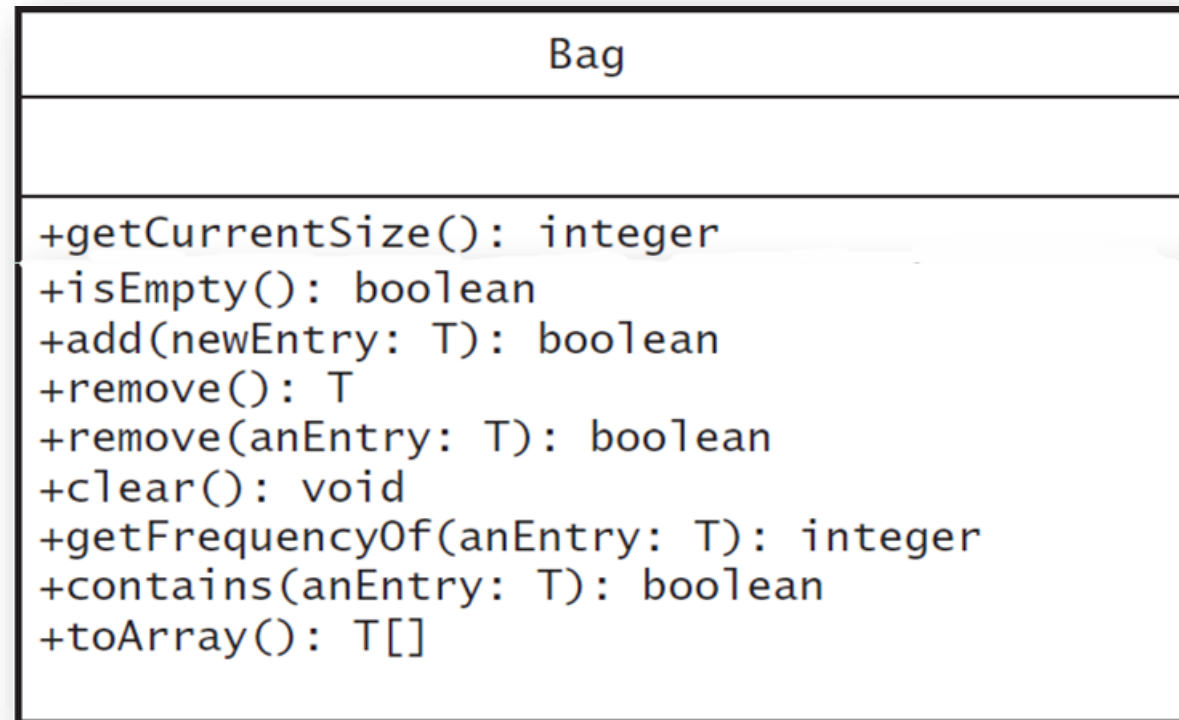 Bag
+getCurrentSize(): integer
+isEmpty(): boolean
+add(newEntry: T): boolean
+remove(): T
+remove(anEntry: T): boolean
+clear(): void
+getFrequencyOf(anEntry: T): integer
+contains(anEntry: T): boolean
+toArray(): T[]